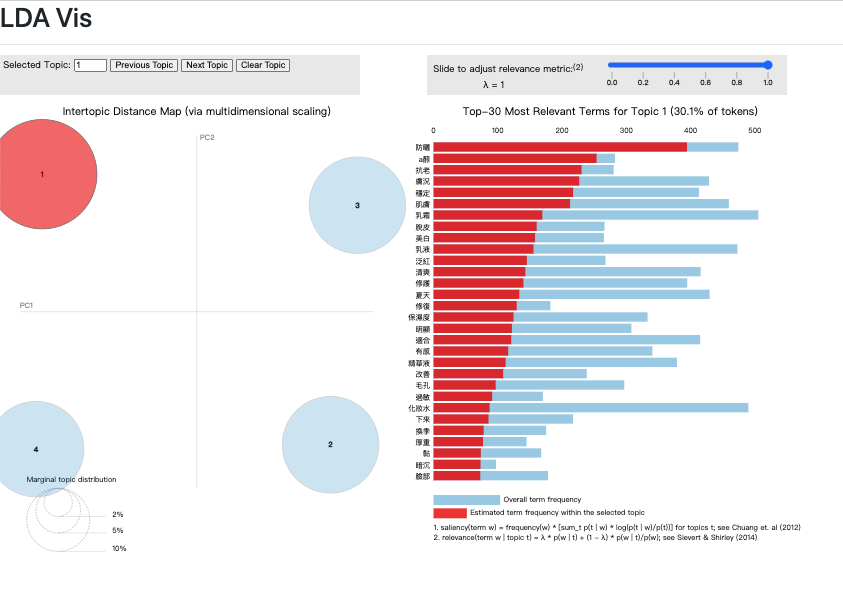 LDA Vis
Selected Topic: 1 Previous Topic Next Topic Clear Topic
Slide to adjust relevance metric:(2)
λ = 1
0.0 0.2 0.4 0.6 0.8 1.0
Intertopic Distance Map (via multidimensional scaling)
PC2
PC1
1
3
4
2
Marginal topic distribution
2%
5%
10%
Top-30 Most Relevant Terms for Topic 1 (30.1% of tokens)
0 100 200 300 400 500
防曬
a醇
抗老
膚況
穩定
肌膚
乳霜
脫皮
美白
乳液
泛紅
清爽
修護
夏天
修復
保濕度
明顯
適合
有感
精華液
改善
毛孔
過敏
化妝水
下來
換季
厚重
黏
暗沉
臉部
Overall term frequency
Estimated term frequency within the selected topic
1. saliency(term w) = frequency(w) * [sum_t p(t | w) * log(p(t | w)/p(t))] for topics t; see Chuang et. al (2012)
2. relevance(term w | topic t) = λ * p(w | t) + (1 - λ) * p(w | t)/p(w); see Sievert & Shirley (2014)